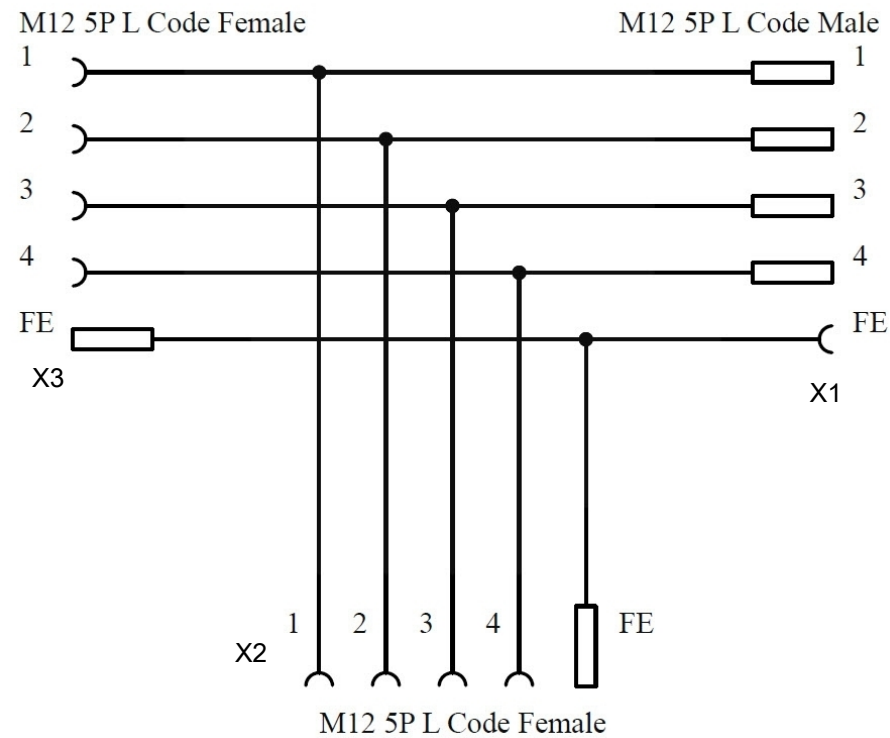 M12 5P L Code Female
M12 5P L Code Male
1
1
2
2
3
3
4
4
FE
FE
X3
X1
1
2
3
4
FE
X2
M12 5P L Code Female